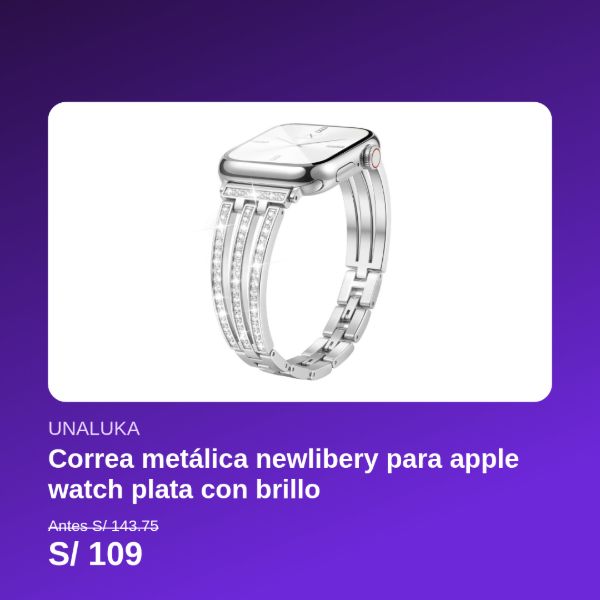 UNALUKA
Correa metálica newlibery para apple
watch plata con brillo
Antes S/ 143.75
S/ 109